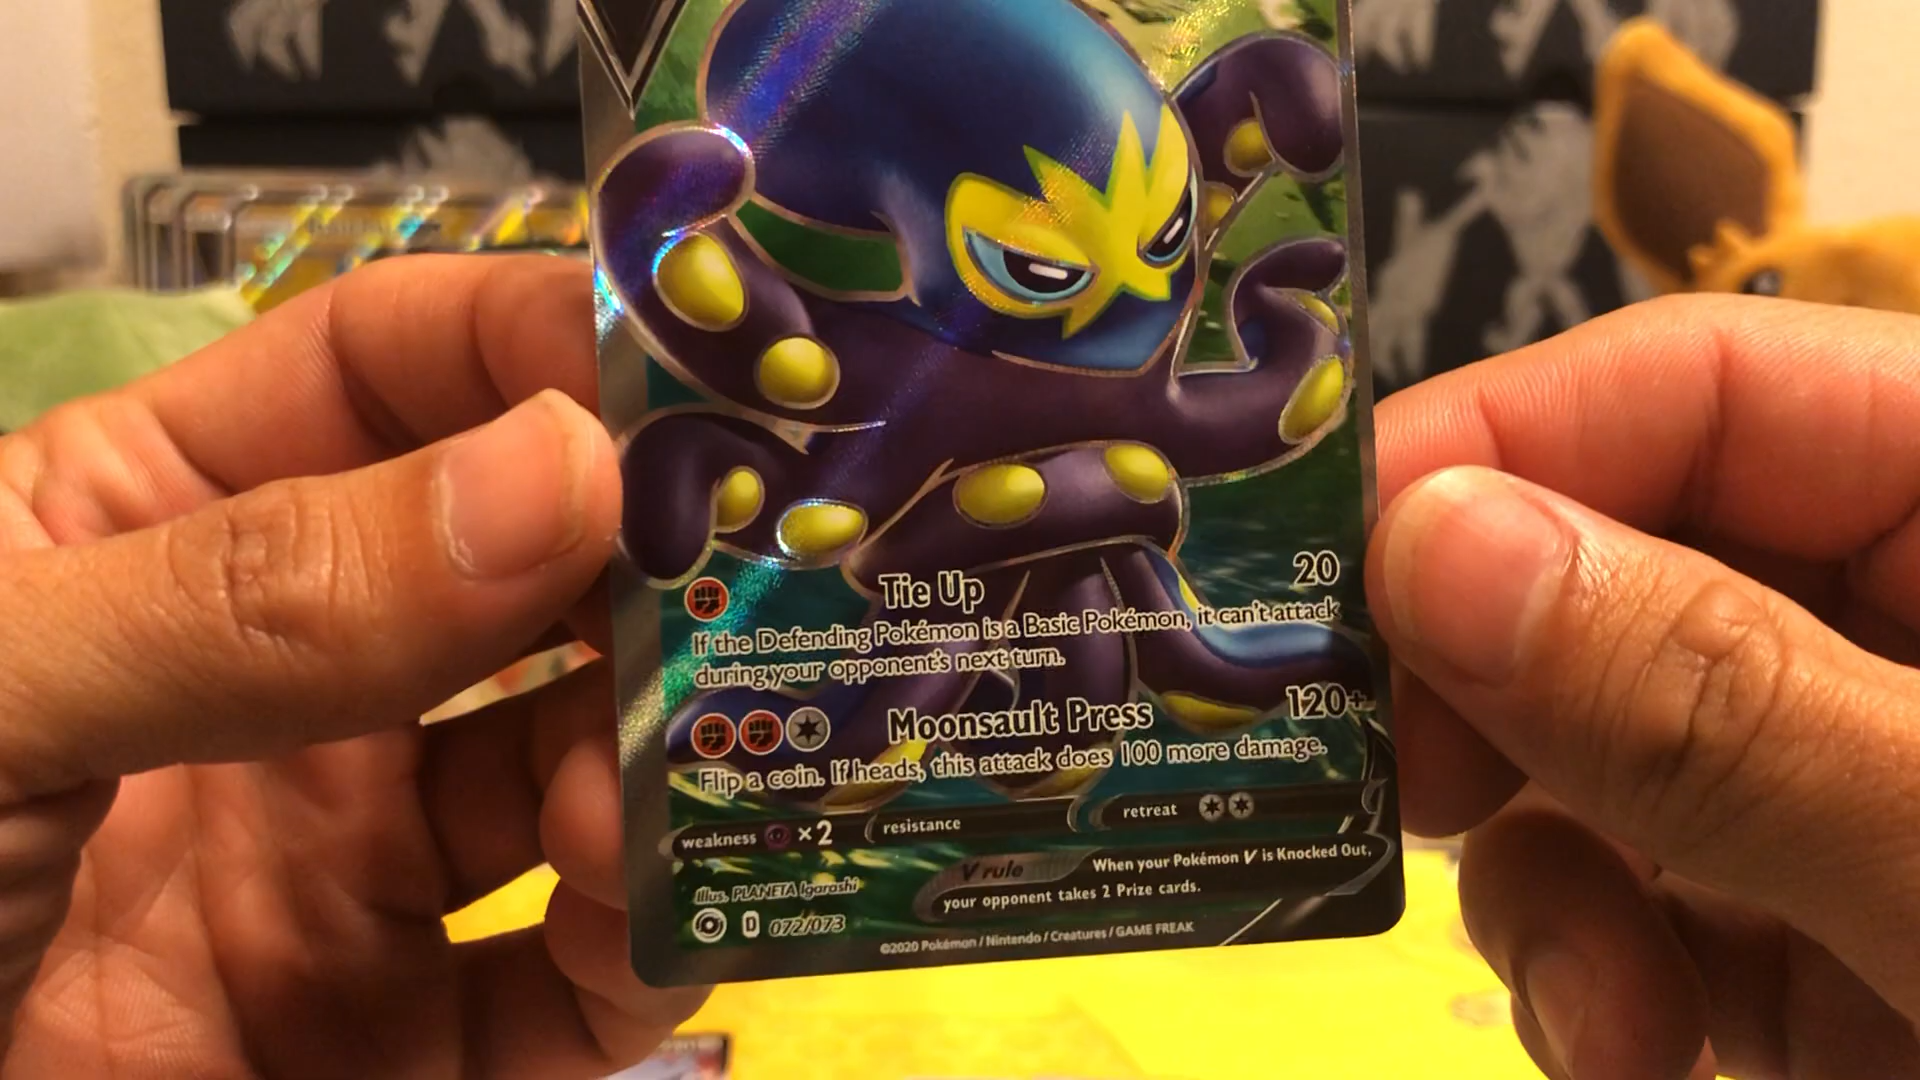 Tie Up 20
If the Defending Pokémon is a Basic Pokémon, it can't attack
during your opponent's next turn.
Moonsault Press 120+
Flip a coin. If heads, this attack does 100 more damage.
weakness ×2 resistance retreat
V rule When your Pokémon V is Knocked Out,
your opponent takes 2 Prize cards.
Illus. PLANETA Igarashi
D 072/073
©2020 Pokémon / Nintendo / Creatures / GAME FREAK